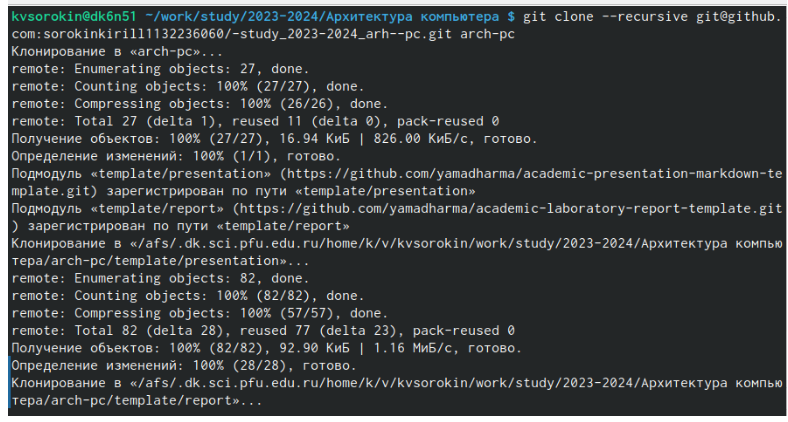 kvsorokin@dk6n51 ~/work/study/2023-2024/Архитектура компьютера $ git clone --recursive git@github.
com:sorokinkirill1132236060/-study_2023-2024_arh--pc.git arch-pc
Клонирование в «arch-pc»...
remote: Enumerating objects: 27, done.
remote: Counting objects: 100% (27/27), done.
remote: Compressing objects: 100% (26/26), done.
remote: Total 27 (delta 1), reused 11 (delta 0), pack-reused 0
Получение объектов: 100% (27/27), 16.94 КиБ | 826.00 КиБ/с, готово.
Определение изменений: 100% (1/1), готово.
Подмодуль «template/presentation» (https://github.com/yamadharma/academic-presentation-markdown-te
mplate.git) зарегистрирован по пути «template/presentation»
Подмодуль «template/report» (https://github.com/yamadharma/academic-laboratory-report-template.git
) зарегистрирован по пути «template/report»
Клонирование в «/afs/.dk.sci.pfu.edu.ru/home/k/v/kvsorokin/work/study/2023-2024/Архитектура компью
тера/arch-pc/template/presentation»...
remote: Enumerating objects: 82, done.
remote: Counting objects: 100% (82/82), done.
remote: Compressing objects: 100% (57/57), done.
remote: Total 82 (delta 28), reused 77 (delta 23), pack-reused 0
Получение объектов: 100% (82/82), 92.90 КиБ | 1.16 МиБ/с, готово.
Определение изменений: 100% (28/28), готово.
Клонирование в «/afs/.dk.sci.pfu.edu.ru/home/k/v/kvsorokin/work/study/2023-2024/Архитектура компью
тера/arch-pc/template/report»...